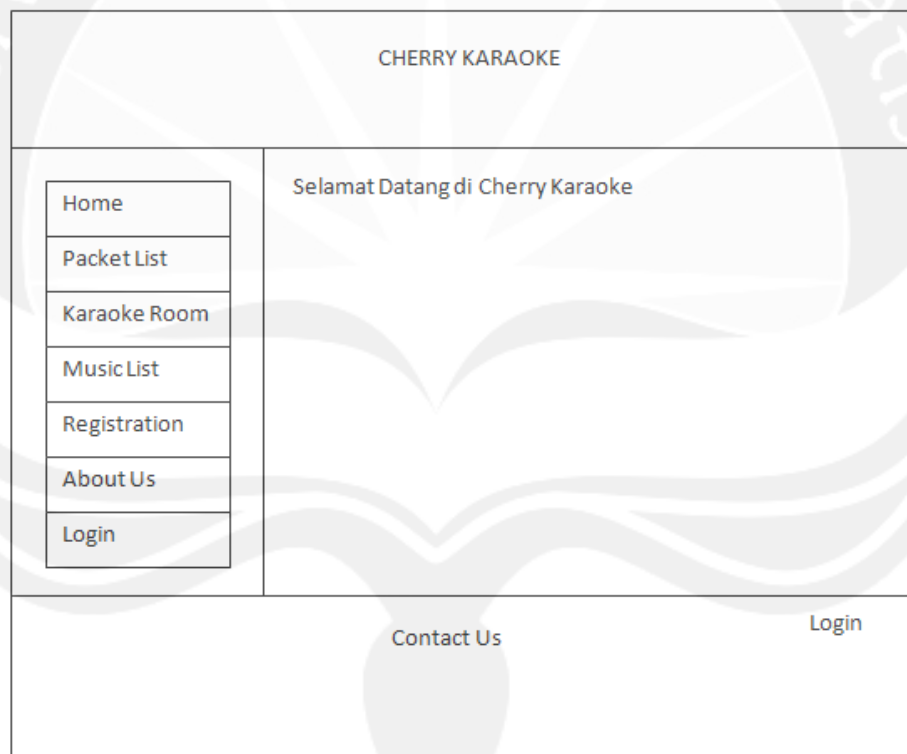 CHERRY KARAOKE
Home
Packet List
Karaoke Room
Music List
Registration
About Us
Login
Selamat Datang di Cherry Karaoke
Contact Us
Login